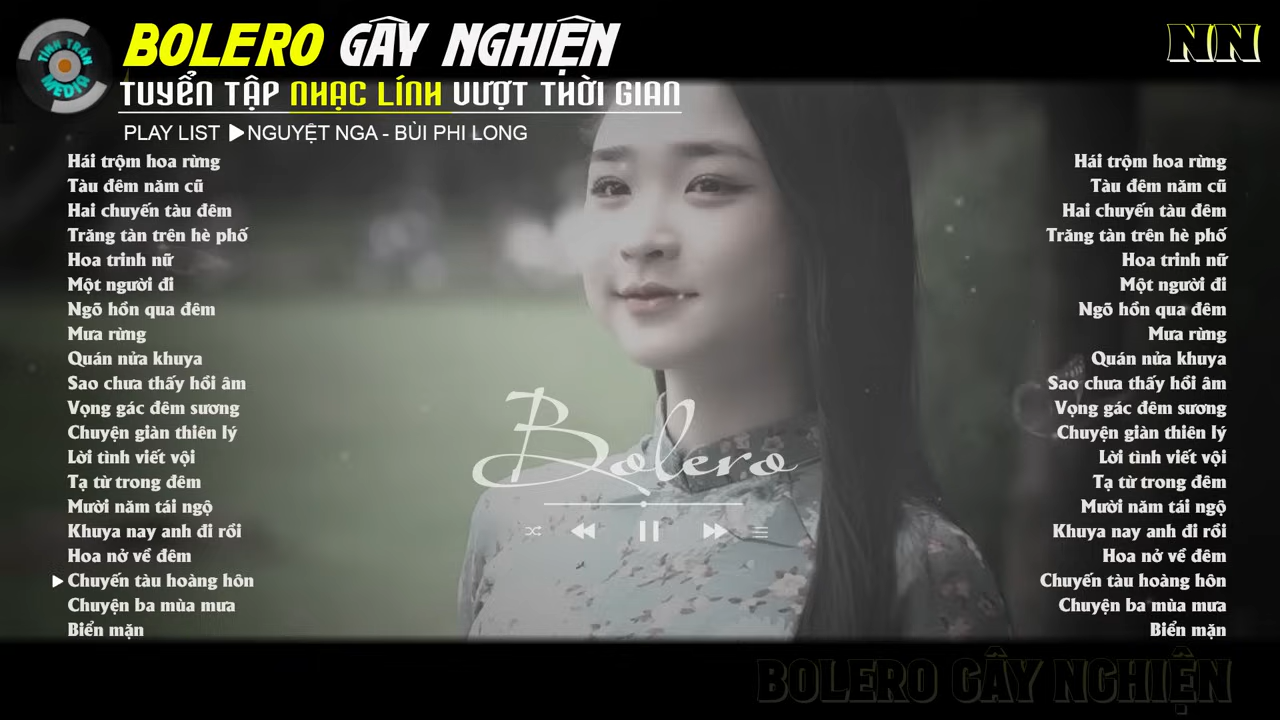 TÌNH TRẦN
MEDIA
BOLERO GÂY NGHIỆN
TUYỂN TẬP NHẠC LÍNH VƯỢT THỜI GIAN
PLAY LIST NGUYỆT NGA - BÙI PHI LONG
NN
Hái trộm hoa rừng
Tàu đêm năm cũ
Hai chuyến tàu đêm
Trăng tàn trên hè phố
Hoa trinh nữ
Một người đi
Ngõ hồn qua đêm
Mưa rừng
Quán nửa khuya
Sao chưa thấy hồi âm
Vọng gác đêm sương
Chuyện giàn thiên lý
Lời tình viết vội
Tạ từ trong đêm
Mười năm tái ngộ
Khuya nay anh đi rồi
Hoa nở về đêm
Chuyến tàu hoàng hôn
Chuyện ba mùa mưa
Biển mặn
Bolero
Hái trộm hoa rừng
Tàu đêm năm cũ
Hai chuyến tàu đêm
Trăng tàn trên hè phố
Hoa trinh nữ
Một người đi
Ngõ hồn qua đêm
Mưa rừng
Quán nửa khuya
Sao chưa thấy hồi âm
Vọng gác đêm sương
Chuyện giàn thiên lý
Lời tình viết vội
Tạ từ trong đêm
Mười năm tái ngộ
Khuya nay anh đi rồi
Hoa nở về đêm
Chuyến tàu hoàng hôn
Chuyện ba mùa mưa
Biển mặn
BOLERO GÂY NGHIỆN